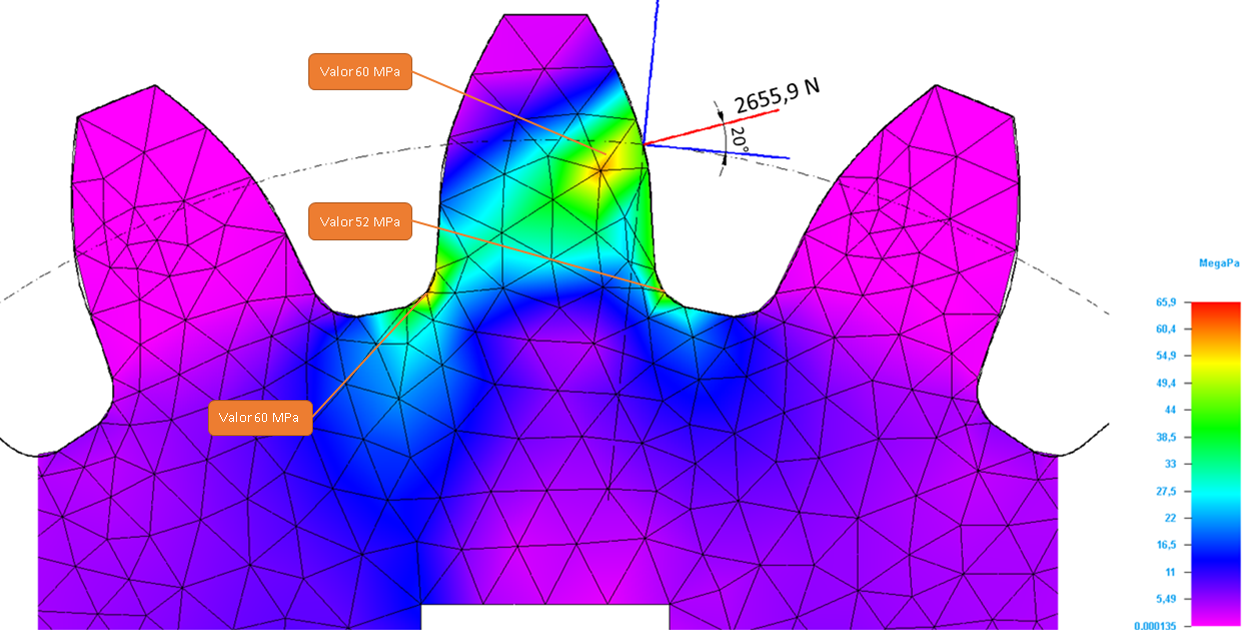 Valor 60 MPa
2655,9 N
20°
Valor 52 MPa
Valor 60 MPa
MegaPa
65,9
60,4
54,9
49,4
44
38,5
33
27,5
22
16,5
11
5,49
0,000135